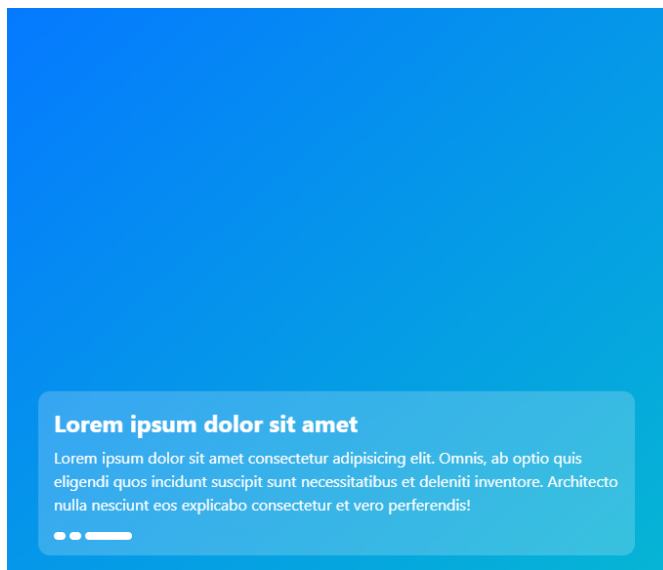 Lorem ipsum dolor sit amet
Lorem ipsum dolor sit amet consectetur adipisicing elit. Omnis, ab optio quis
eligendi quos incidunt suscipit sunt necessitatibus et deleniti inventore. Architecto
nulla nesciunt eos explicabo consectetur et vero perferendis!